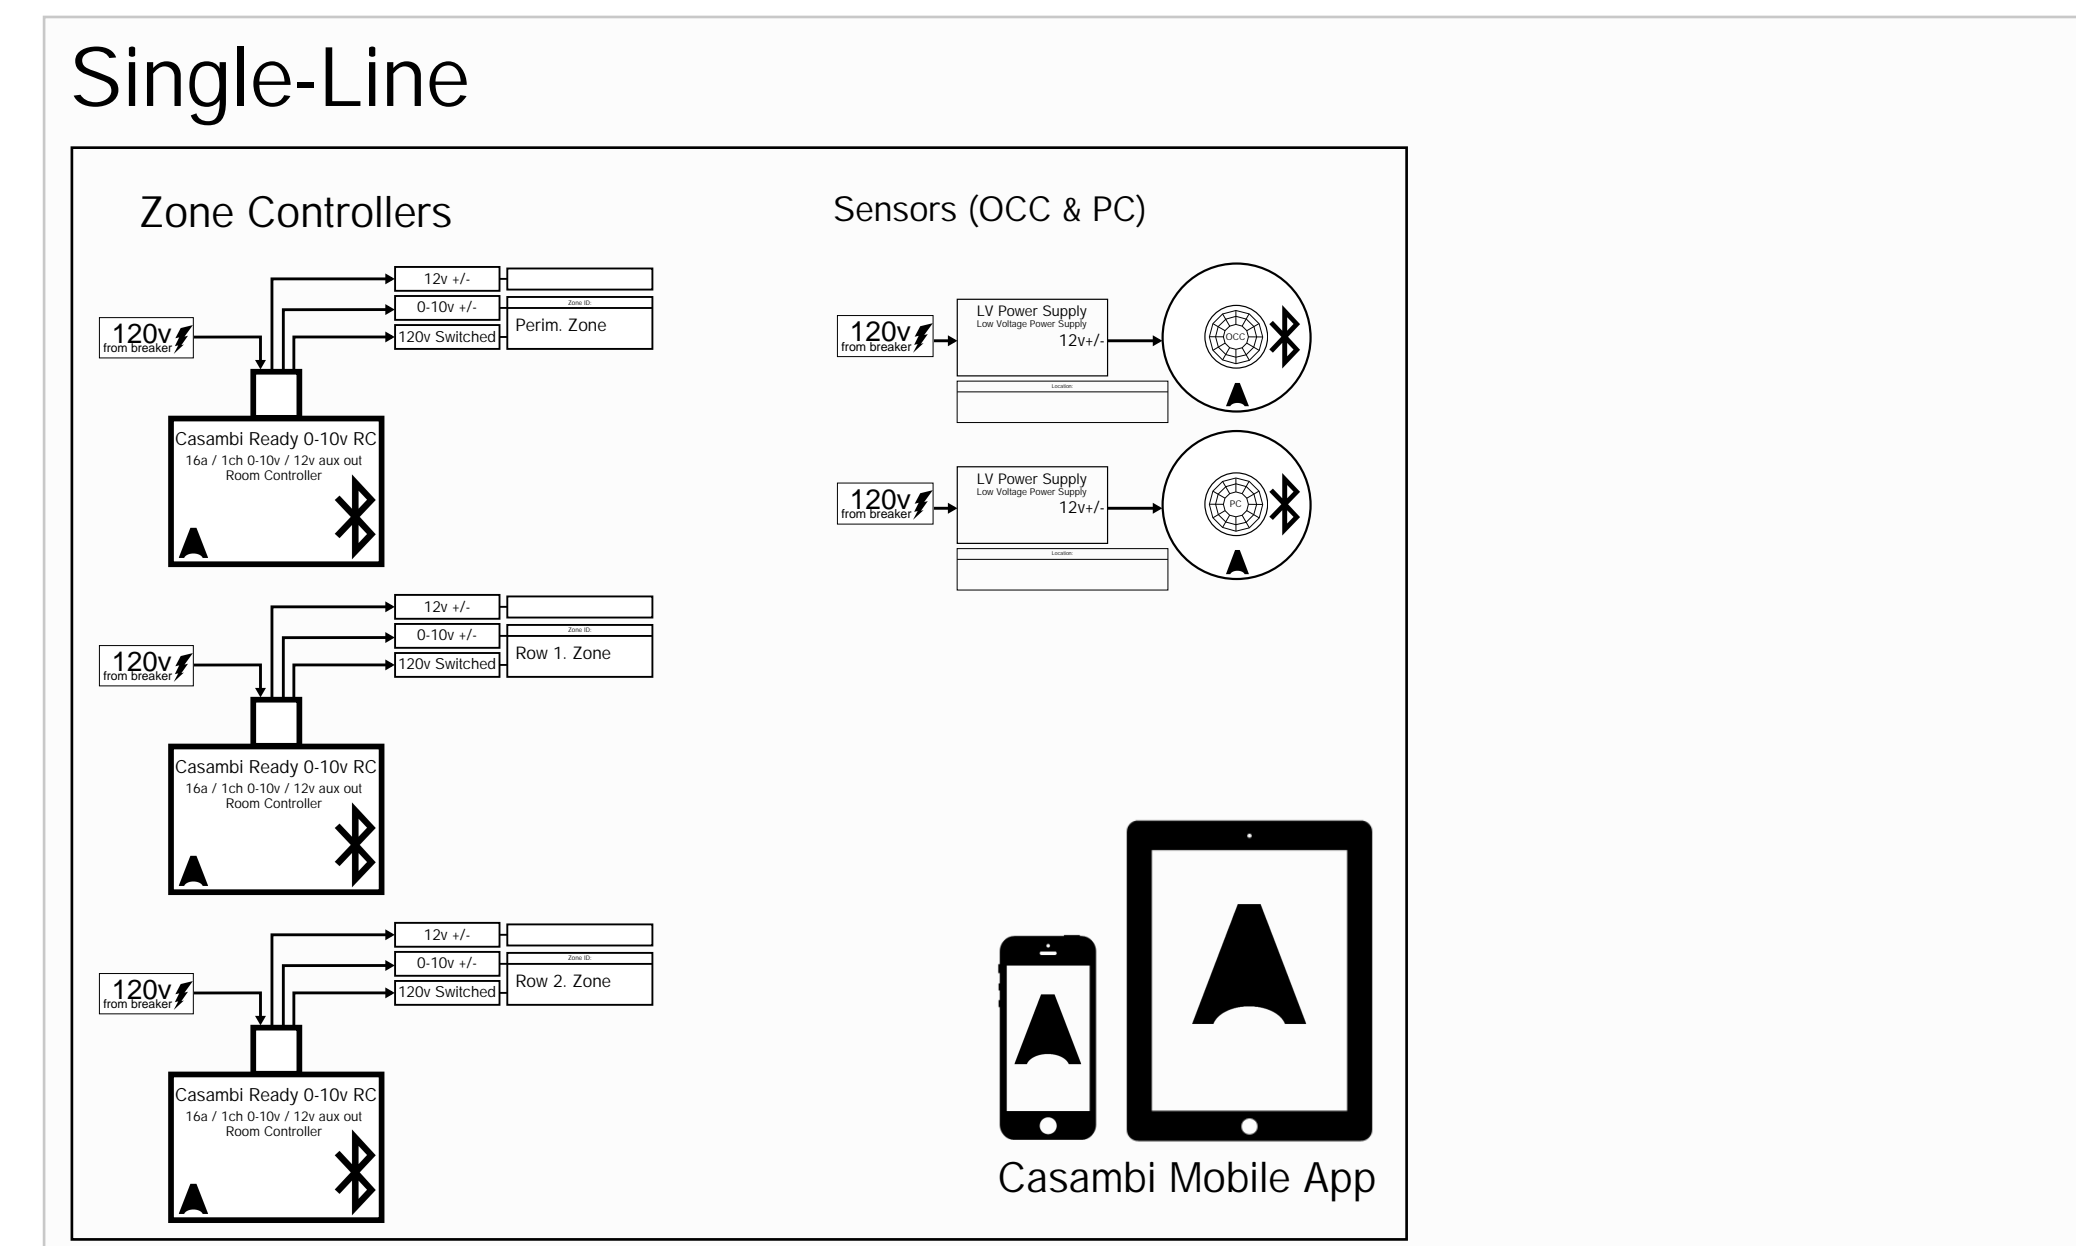 Single-Line
Zone Controllers
12v +/-
0-10v +/-
Zone ID:
120v
from breaker
120v Switched
Perim. Zone
Casambi Ready 0-10v RC
16a / 1ch 0-10v / 12v aux out
Room Controller
12v +/-
0-10v +/-
Zone ID:
120v
from breaker
120v Switched
Row 1. Zone
Casambi Ready 0-10v RC
16a / 1ch 0-10v / 12v aux out
Room Controller
12v +/-
0-10v +/-
Zone ID:
120v
from breaker
120v Switched
Row 2. Zone
Casambi Ready 0-10v RC
16a / 1ch 0-10v / 12v aux out
Room Controller
Sensors (OCC & PC)
120v
from breaker
LV Power Supply
Low Voltage Power Supply
12v+/-
OCC
Location:
120v
from breaker
LV Power Supply
Low Voltage Power Supply
12v+/-
PC
Location:
Casambi Mobile App